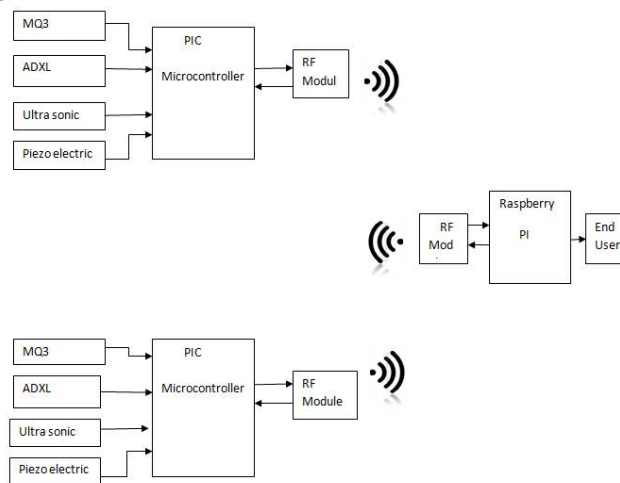 MQ3
ADXL
Ultra sonic
Piezo electric
PIC
Microcontroller
RF
Modul
RF
Mod
Raspberry
PI
End
User
MQ3
ADXL
Ultra sonic
Piezo electric
PIC
Microcontroller
RF
Module